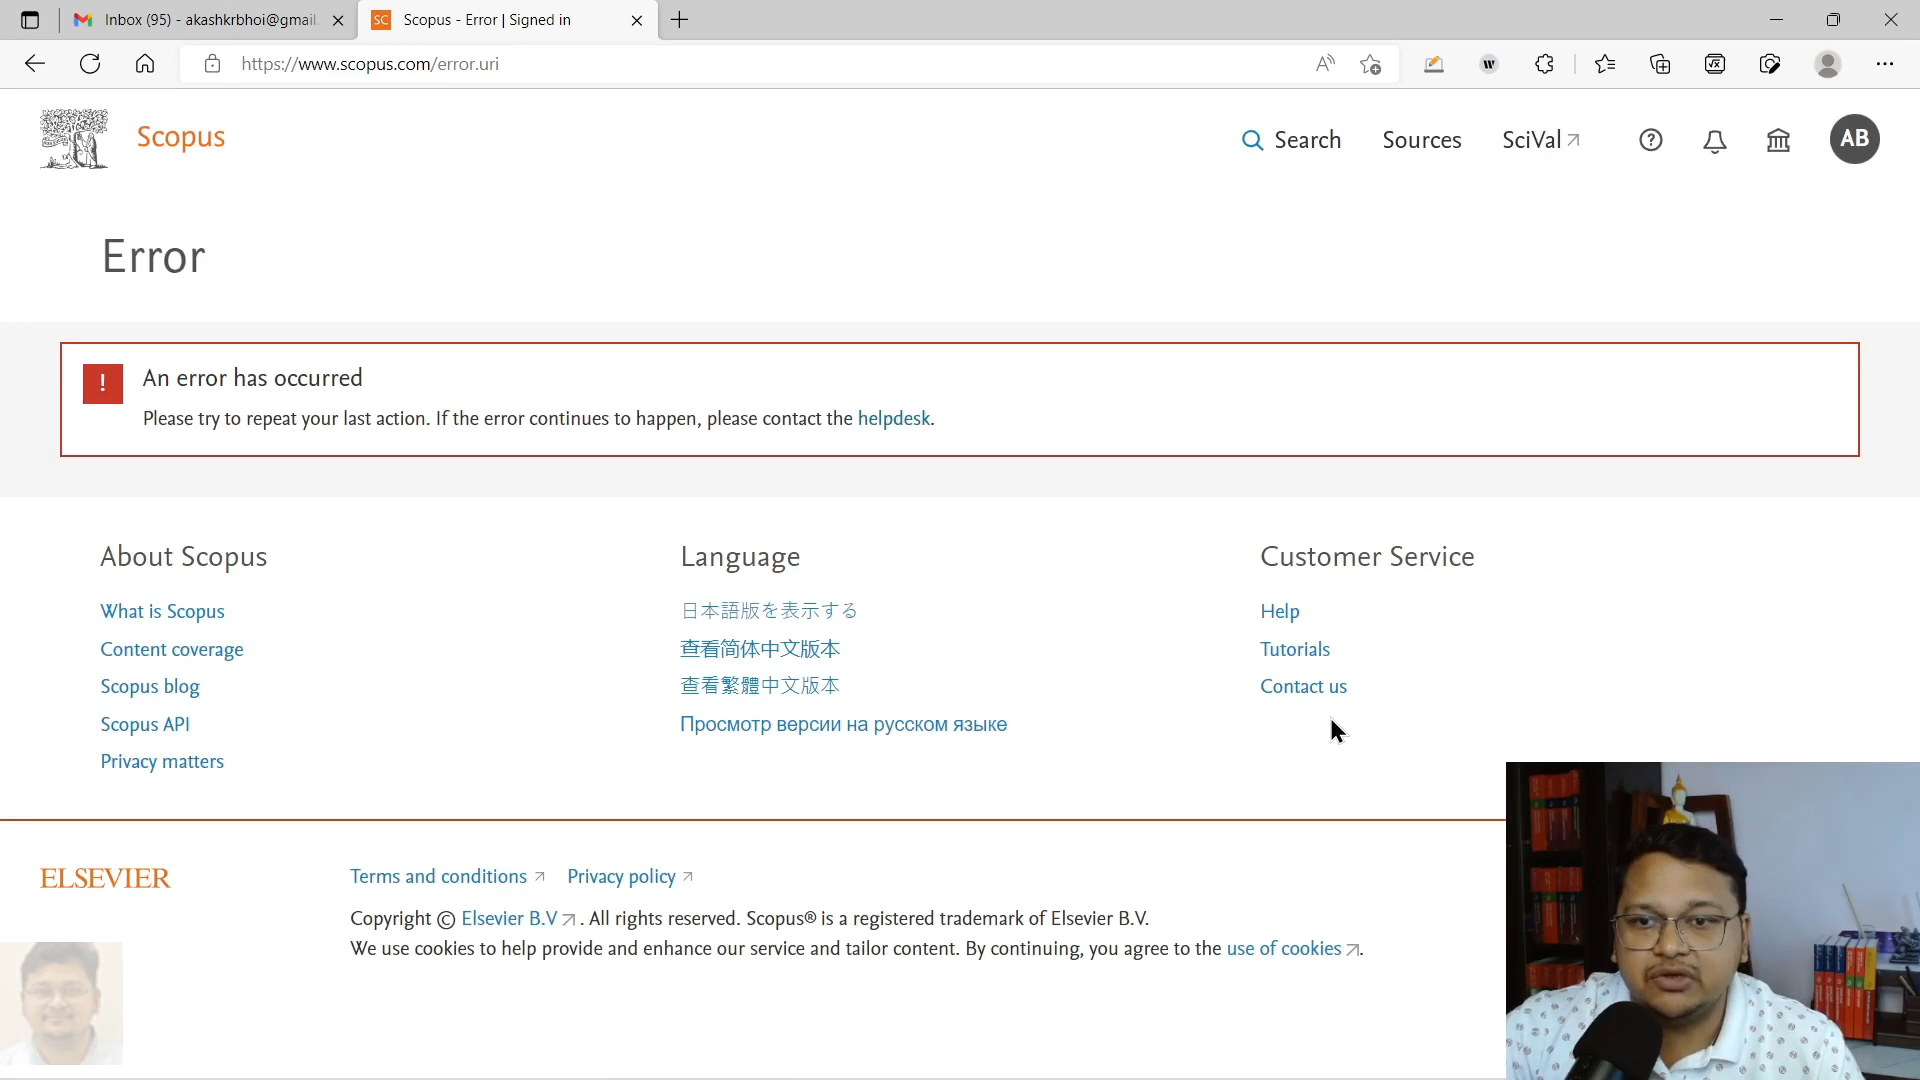 Inbox (95) - akashkrbhoi@gmail.
SC Scopus - Error | Signed in
https://www.scopus.com/error.uri
Scopus
Search Sources SciVal
AB
Error
! An error has occurred
Please try to repeat your last action. If the error continues to happen, please contact the helpdesk.
About Scopus
What is Scopus
Content coverage
Scopus blog
Scopus API
Privacy matters
Language
日本語版を表示する
查看简体中文版本
查看繁體中文版本
Просмотр версии на русском языке
Customer Service
Help
Tutorials
Contact us
ELSEVIER
Terms and conditions Privacy policy
Copyright © Elsevier B.V. All rights reserved. Scopus® is a registered trademark of Elsevier B.V.
We use cookies to help provide and enhance our service and tailor content. By continuing, you agree to the use of cookies.